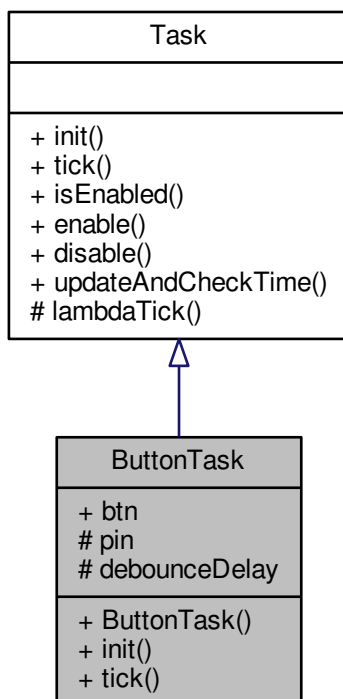 Task
+ init()
+ tick()
+ isEnabled()
+ enable()
+ disable()
+ updateAndCheckTime()
# lambdaTick()
ButtonTask
+ btn
# pin
# debounceDelay
+ ButtonTask()
+ init()
+ tick()